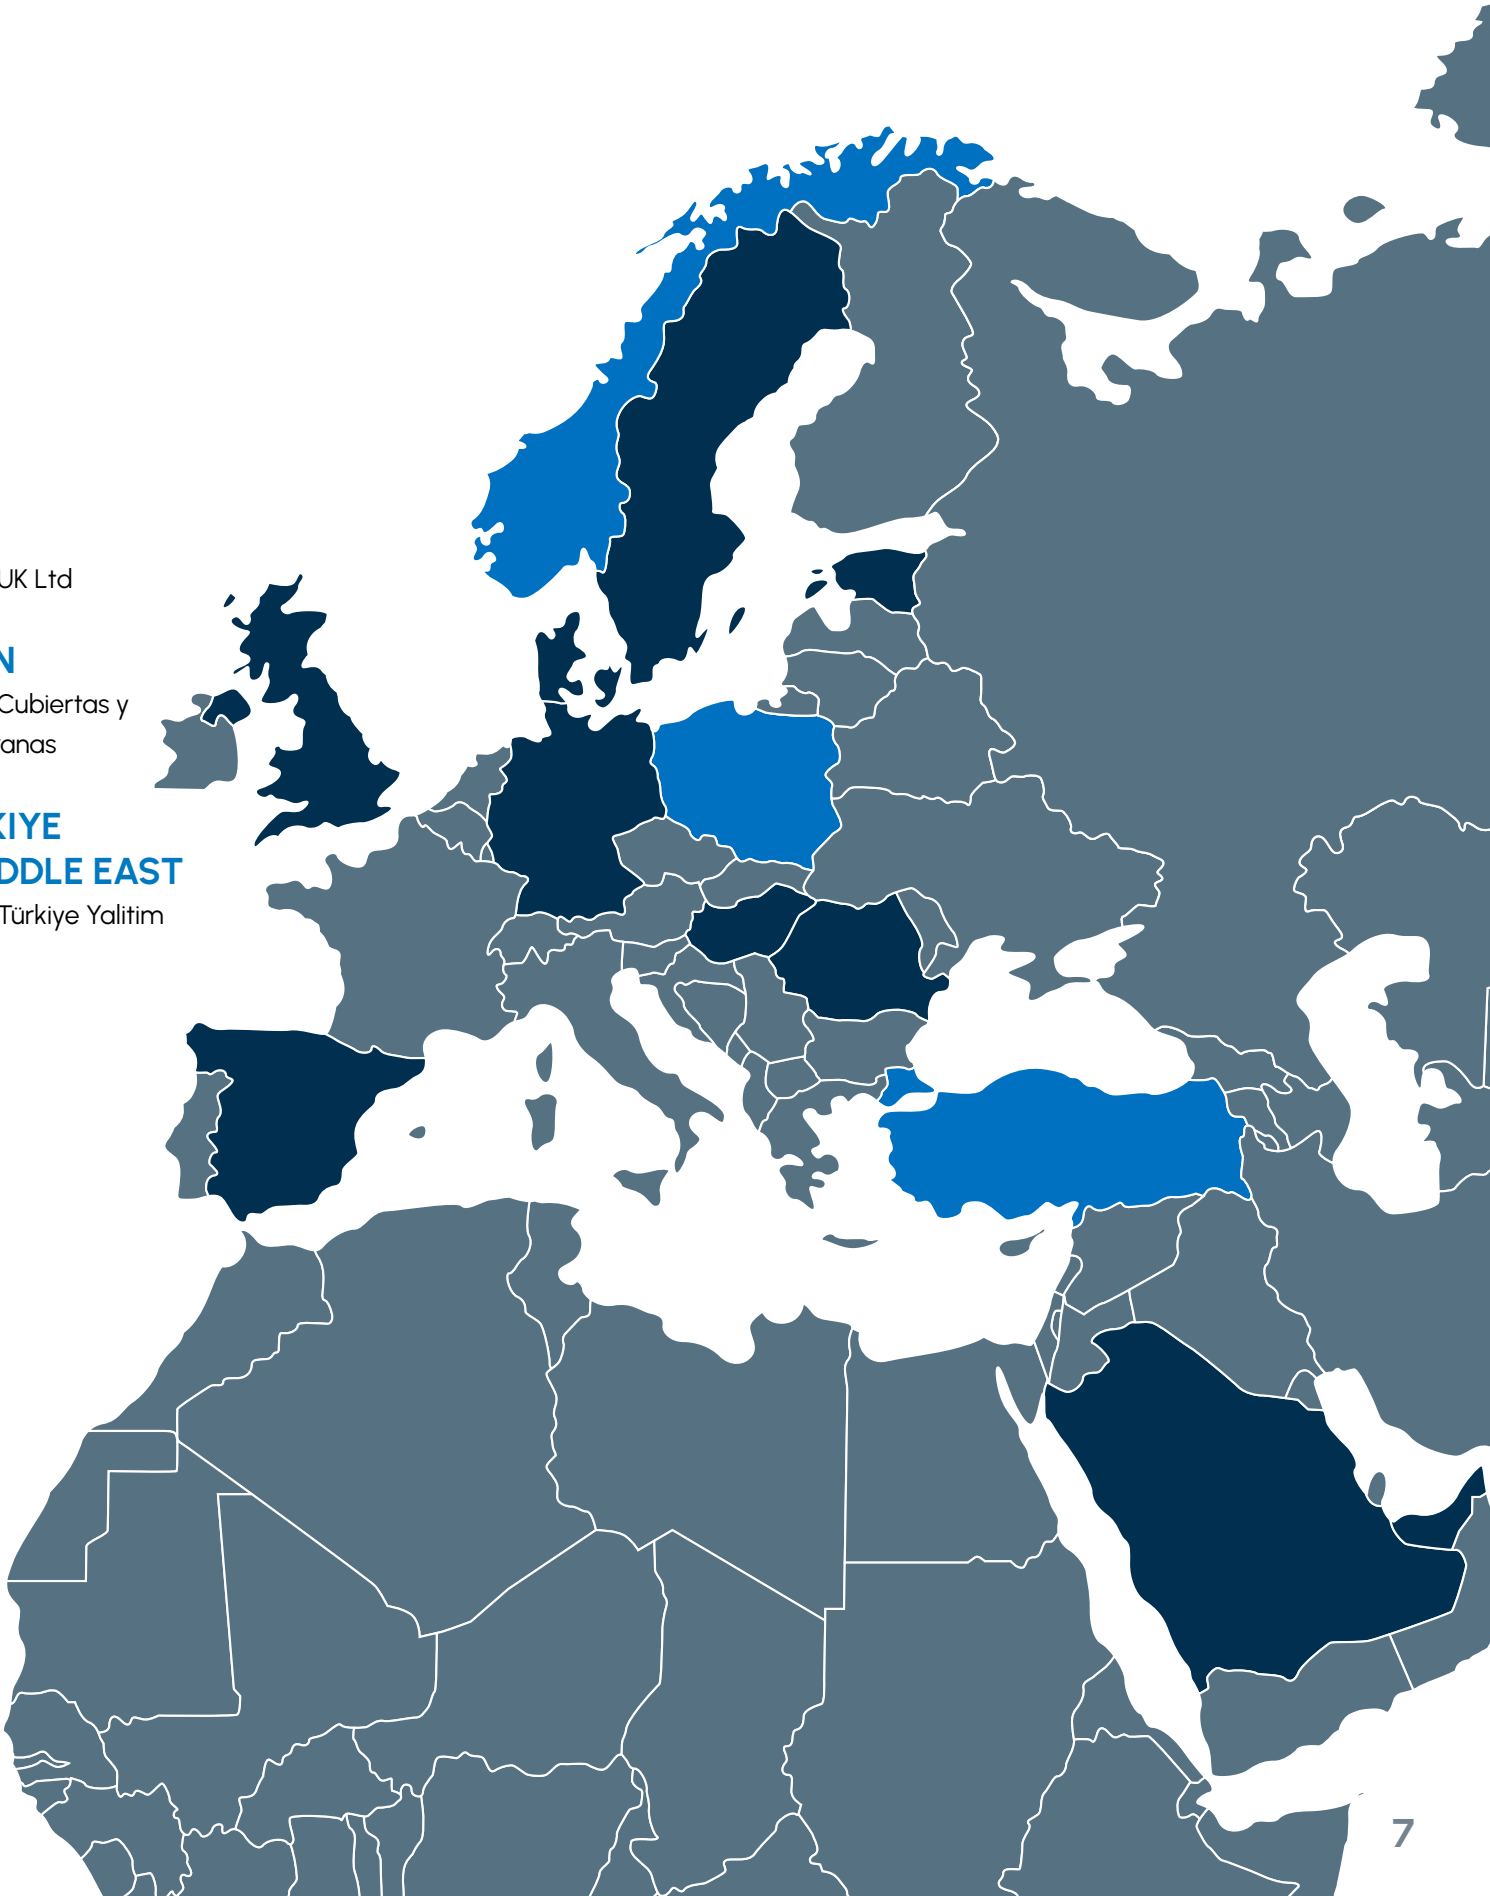 UK Ltd
N
Cubiertas y
anas
KIYE
DDLE EAST
Türkiye Yalitim
7